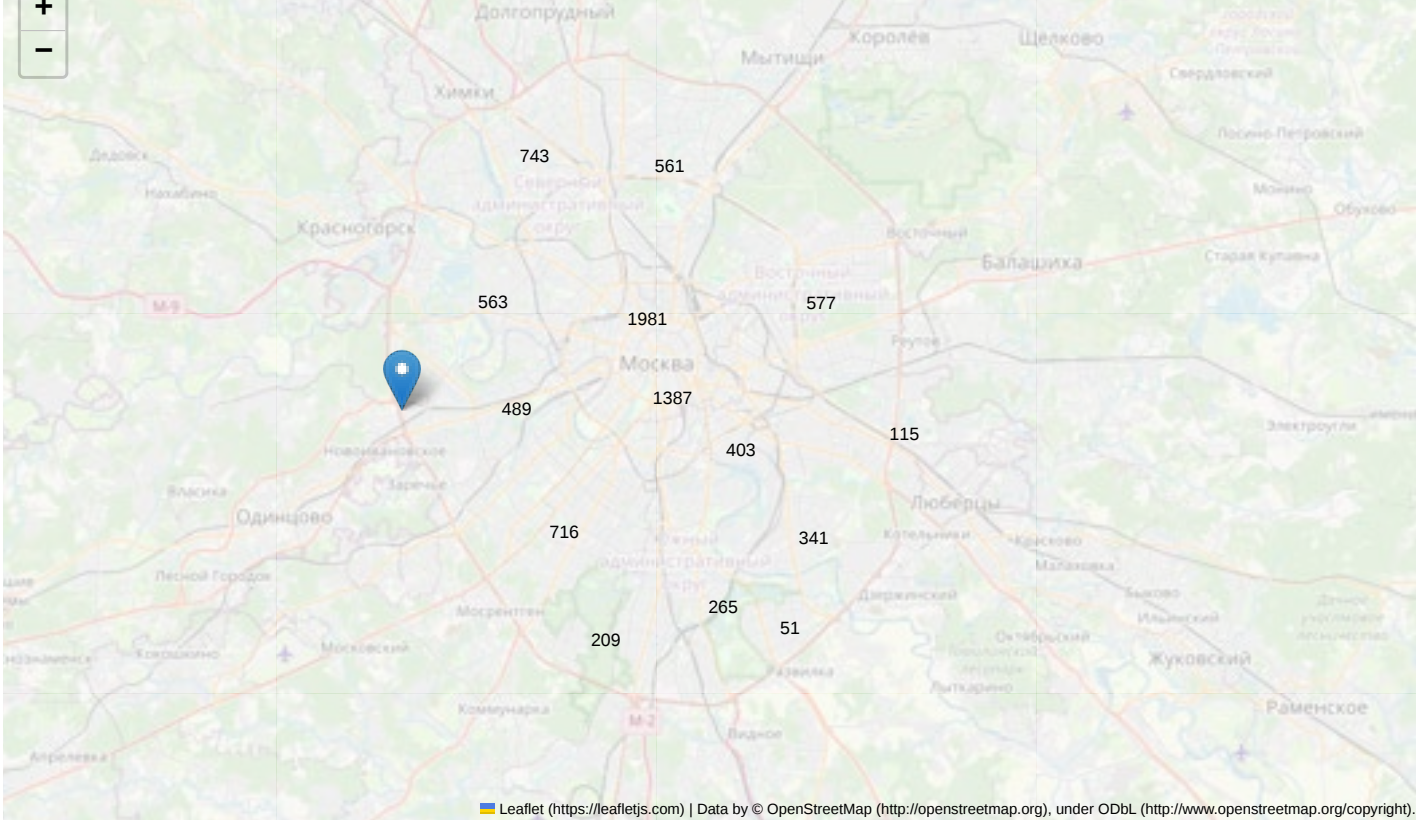 +
Долгопрудный
Королёв
Щёлково
−
Мытищи
Свердловский
Химки
Лосино-Петровский
Дедовск
743
561
Нахабино
Северный
административный
округ
Монино
Обухово
Красногорск
Восточный
Балашиха
Старая Купавна
Восточный
административный
563
577
М-9
1981
Реутов
Москва
1387
489
115
Электроугли
403
Новоивановское
Заречье
Власиха
Люберцы
Одинцово
716
Южный
административный
округ
341
Котельники
Красково
Малаховка
Лесной Городок
Дзержинский
Быково
Мосрентген
265
Ильинский
51
209
Октябрьский
Московский
Кокошкино
Томилинский
лесопарк
Жуковский
Развилка
Лыткарино
Коммунарка
Раменское
М-2
Видное
Апрелевка
Leaflet (https://leafletjs.com) | Data by © OpenStreetMap (http://openstreetmap.org), under ODbL (http://www.openstreetmap.org/copyright).